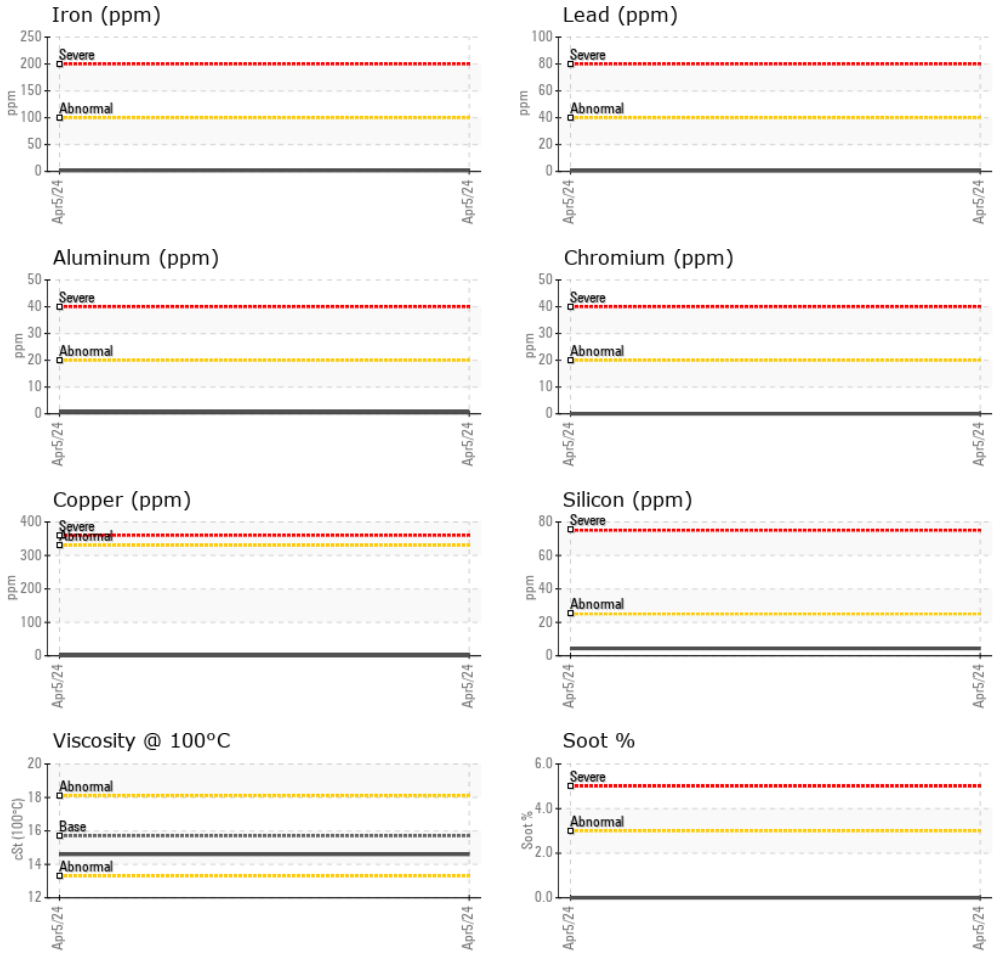 Iron (ppm)
250
200
150
100
50
0
ppm
Severe
Abnormal
Apr5/24
Apr5/24
Lead (ppm)
100
80
60
40
20
0
ppm
Severe
Abnormal
Apr5/24
Apr5/24
Aluminum (ppm)
50
40
30
20
10
0
ppm
Severe
Abnormal
Apr5/24
Apr5/24
Chromium (ppm)
50
40
30
20
10
0
ppm
Severe
Abnormal
Apr5/24
Apr5/24
Copper (ppm)
400
300
200
100
0
ppm
Severe
Abnormal
Apr5/24
Apr5/24
Silicon (ppm)
80
60
40
20
0
ppm
Severe
Abnormal
Apr5/24
Apr5/24
Viscosity @ 100°C
20
18
16
14
12
cSt (100°C)
Abnormal
Base
Abnormal
Apr5/24
Apr5/24
Soot %
6.0
4.0
2.0
0.0
Soot %
Severe
Abnormal
Apr5/24
Apr5/24